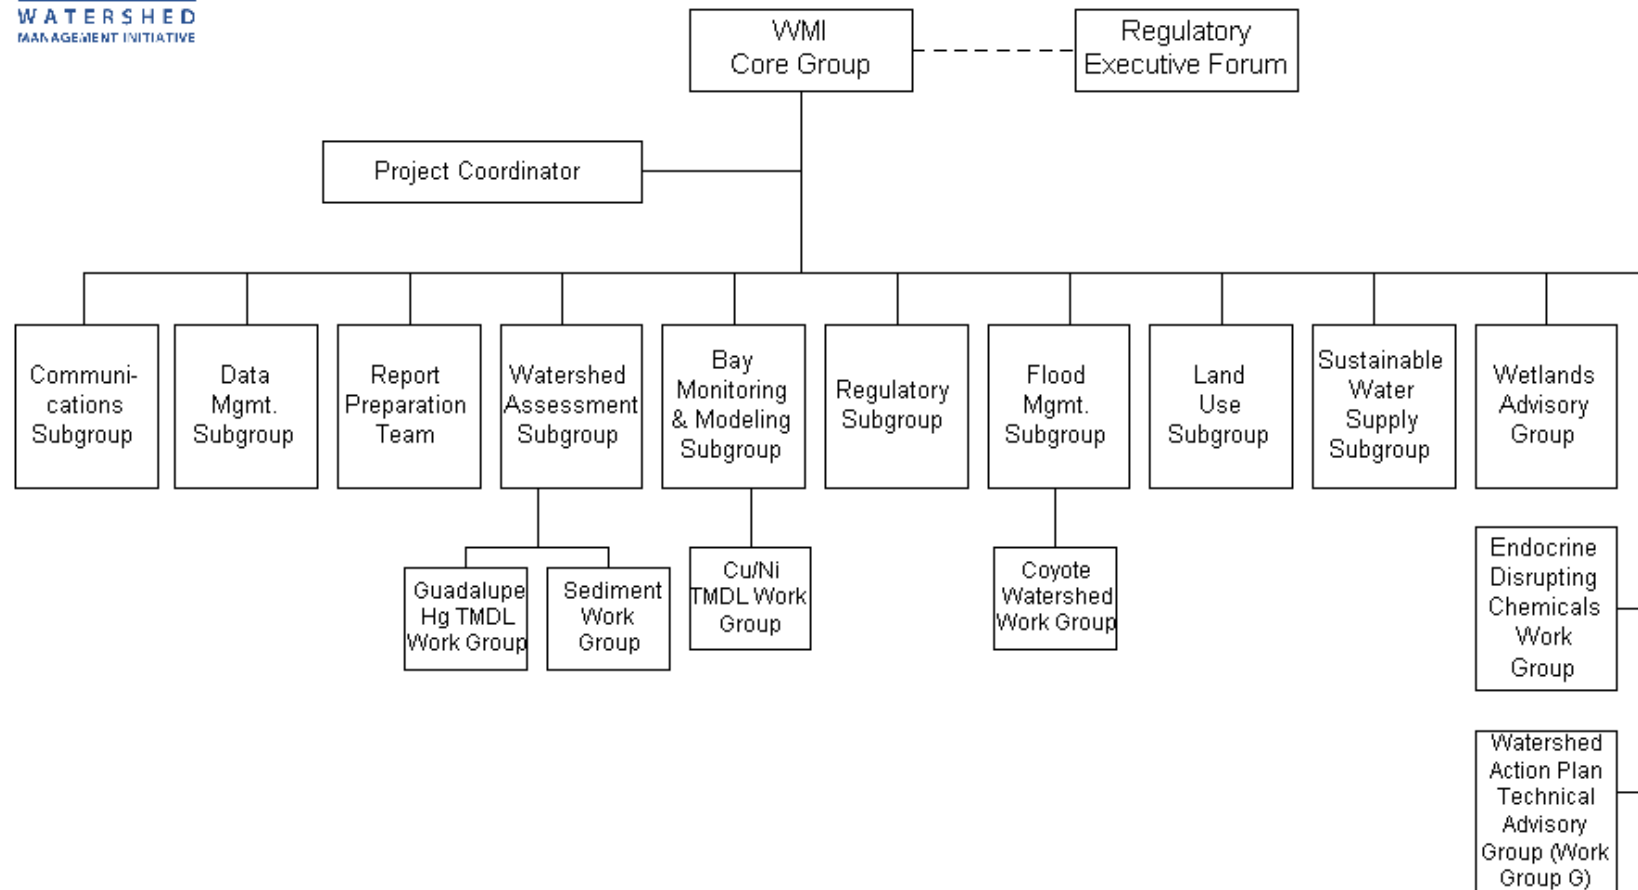 WATERSHED
MANAGEMENT INITIATIVE
WMI
Core Group
Regulatory
Executive Forum
Project Coordinator
Communi-
cations
Subgroup
Data
Mgmt.
Subgroup
Report
Preparation
Team
Watershed
Assessment
Subgroup
Bay
Monitoring
& Modeling
Subgroup
Regulatory
Subgroup
Flood
Mgmt.
Subgroup
Land
Use
Subgroup
Sustainable
Water
Supply
Subgroup
Wetlands
Advisory
Group
Guadalupe
Hg TMDL
Work Group
Sediment
Work
Group
Cu/Ni
TMDL Work
Group
Coyote
Watershed
Work Group
Endocrine
Disrupting
Chemicals
Work
Group
Watershed
Action Plan
Technical
Advisory
Group (Work
Group G)